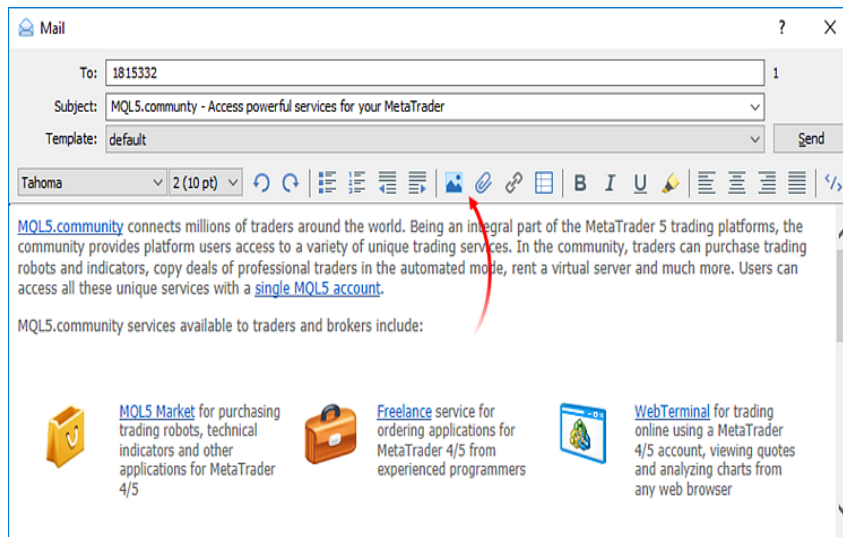 Mail
To: 1815332 1
Subject: MQL5.communty - Access powerful services for your MetaTrader
Template: default Send
Tahoma 2 (10 pt) B I U </>
MQL5.community connects millions of traders around the world. Being an integral part of the MetaTrader 5 trading platforms, the
community provides platform users access to a variety of unique trading services. In the community, traders can purchase trading
robots and indicators, copy deals of professional traders in the automated mode, rent a virtual server and much more. Users can
access all these unique services with a single MQL5 account.
MQL5.community services available to traders and brokers include:
MQL5 Market for purchasing
trading robots, technical
indicators and other
applications for MetaTrader
4/5
Freelance service for
ordering applications for
MetaTrader 4/5 from
experienced programmers
WebTerminal for trading
online using a MetaTrader
4/5 account, viewing quotes
and analyzing charts from
any web browser